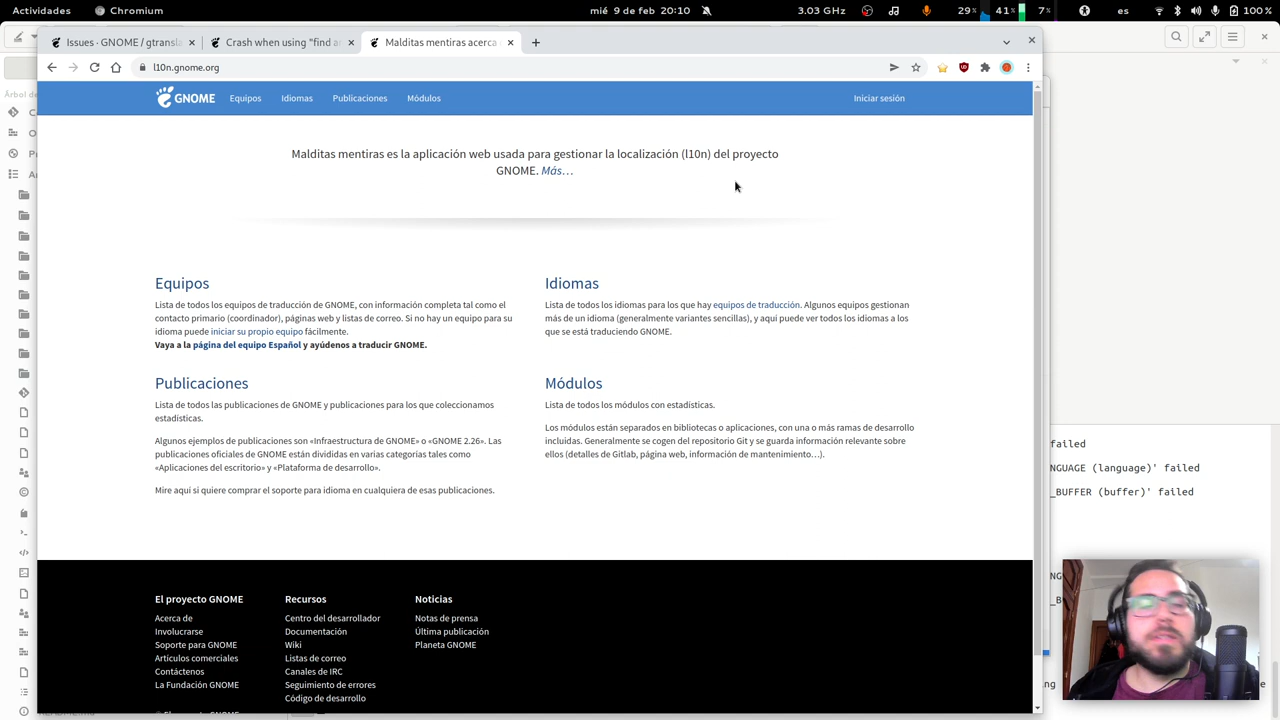 Actividades
Chromium
mié 9 de feb 20:10
3.03 GHz
29 %
41 %
es
100 %
Issues · GNOME / gtransla
Crash when using "find an
Malditas mentiras acerca
l10n.gnome.org
GNOME
Equipos
Idiomas
Publicaciones
Módulos
Iniciar sesión
Malditas mentiras es la aplicación web usada para gestionar la localización (l10n) del proyecto
GNOME. Más…
Equipos
Lista de todos los equipos de traducción de GNOME, con información completa tal como el
contacto primario (coordinador), páginas web y listas de correo. Si no hay un equipo para su
idioma puede iniciar su propio equipo fácilmente.
Vaya a la página del equipo Español y ayúdenos a traducir GNOME.
Idiomas
Lista de todos los idiomas para los que hay equipos de traducción. Algunos equipos gestionan
más de un idioma (generalmente variantes sencillas), y aquí puede ver todos los idiomas a los
que se está traduciendo GNOME.
Publicaciones
Lista de todos las publicaciones de GNOME y publicaciones para los que coleccionamos
estadísticas.
Algunos ejemplos de publicaciones son «Infraestructura de GNOME» o «GNOME 2.26». Las
publicaciones oficiales de GNOME están divididas en varias categorías tales como
«Aplicaciones del escritorio» y «Plataforma de desarrollo».
Mire aquí si quiere comprar el soporte para idioma en cualquiera de esas publicaciones.
Módulos
Lista de todos los módulos con estadísticas.
Los módulos están separados en bibliotecas o aplicaciones, con una o más ramas de desarrollo
incluidas. Generalmente se cogen del repositorio Git y se guarda información relevante sobre
ellos (detalles de Gitlab, página web, información de mantenimiento…).
El proyecto GNOME
Acerca de
Involucrarse
Soporte para GNOME
Artículos comerciales
Contáctenos
La Fundación GNOME
Recursos
Centro del desarrollador
Documentación
Wiki
Listas de correo
Canales de IRC
Seguimiento de errores
Código de desarrollo
Noticias
Notas de prensa
Última publicación
Planeta GNOME
Árbol de
failed
NGUAGE (language)' failed
_BUFFER (buffer)' failed